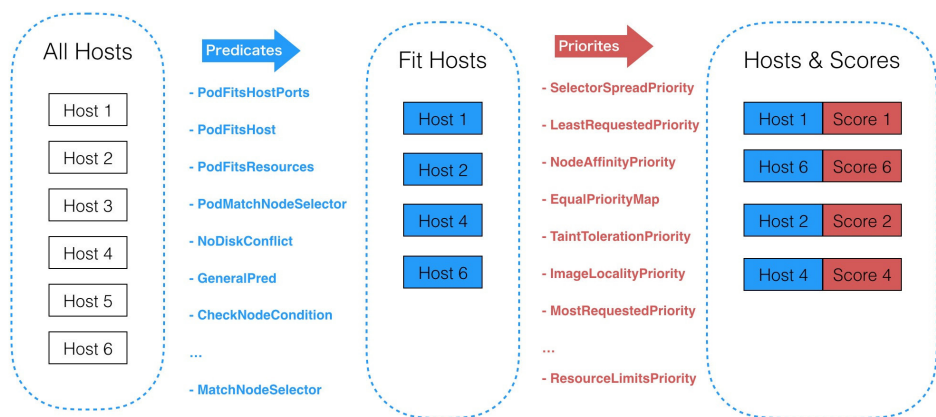 All Hosts
Host 1
Host 2
Host 3
Host 4
Host 5
Host 6
Predicates
- PodFitsHostPorts
- PodFitsHost
- PodFitsResources
- PodMatchNodeSelector
- NoDiskConflict
- GeneralPred
- CheckNodeCondition
...
- MatchNodeSelector
Fit Hosts
Host 1
Host 2
Host 4
Host 6
Priorites
- SelectorSpreadPriority
- LeastRequestedPriority
- NodeAffinityPriority
- EqualPriorityMap
- TaintTolerationPriority
- ImageLocalityPriority
- MostRequestedPriority
...
- ResourceLimitsPriority
Hosts & Scores
Host 1 Score 1
Host 6 Score 6
Host 2 Score 2
Host 4 Score 4